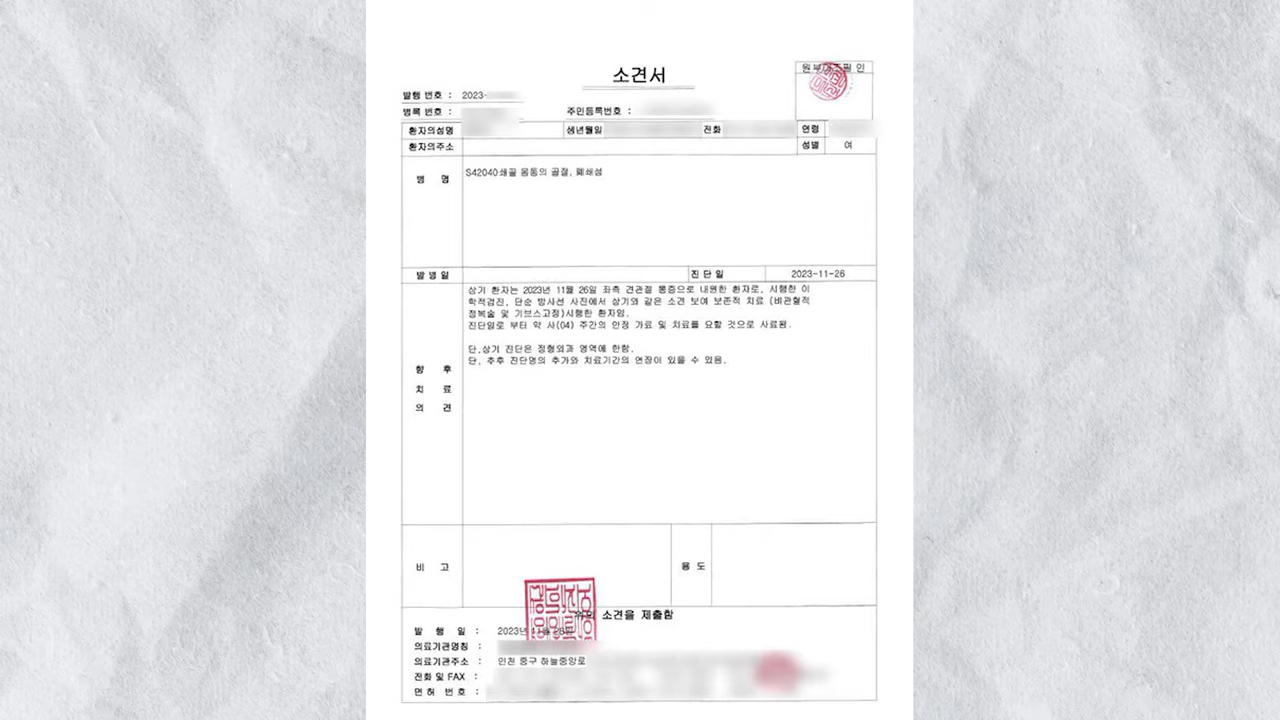 소견서
원부대조필 인
발행 번호 : 2023-
병록 번호 : 주민등록번호 :
환자의성명 생년월일 전화 연령
환자의주소 성별 여
병 명 S42040쇄골 몸통의 골절, 폐쇄성
발병일 진단일 2023-11-26
상기 환자는 2023년 11월 26일 좌측 견관절 통증으로 내원한 환자로, 시행한 이
학적검진, 단순 방사선 사진에서 상기와 같은 소견 보여 보존적 치료 (비관혈적
정복술 및 기브스고정)시행한 환자임.
진단일로 부터 약 사(04) 주간의 안정 가료 및 치료를 요할 것으로 사료됨.
단,상기 진단은 정형외과 영역에 한함.
단, 추후 진단명의 추가와 치료기간의 연장이 있을 수 있음.
향 후
치 료
의 견
비 고 용 도
위의 소견을 제출함
발 행 일 : 2023년 11월 26일
의료기관명칭 :
의료기관주소 : 인천 중구 하늘중앙로
전화 및 FAX :
면 허 번 호 :